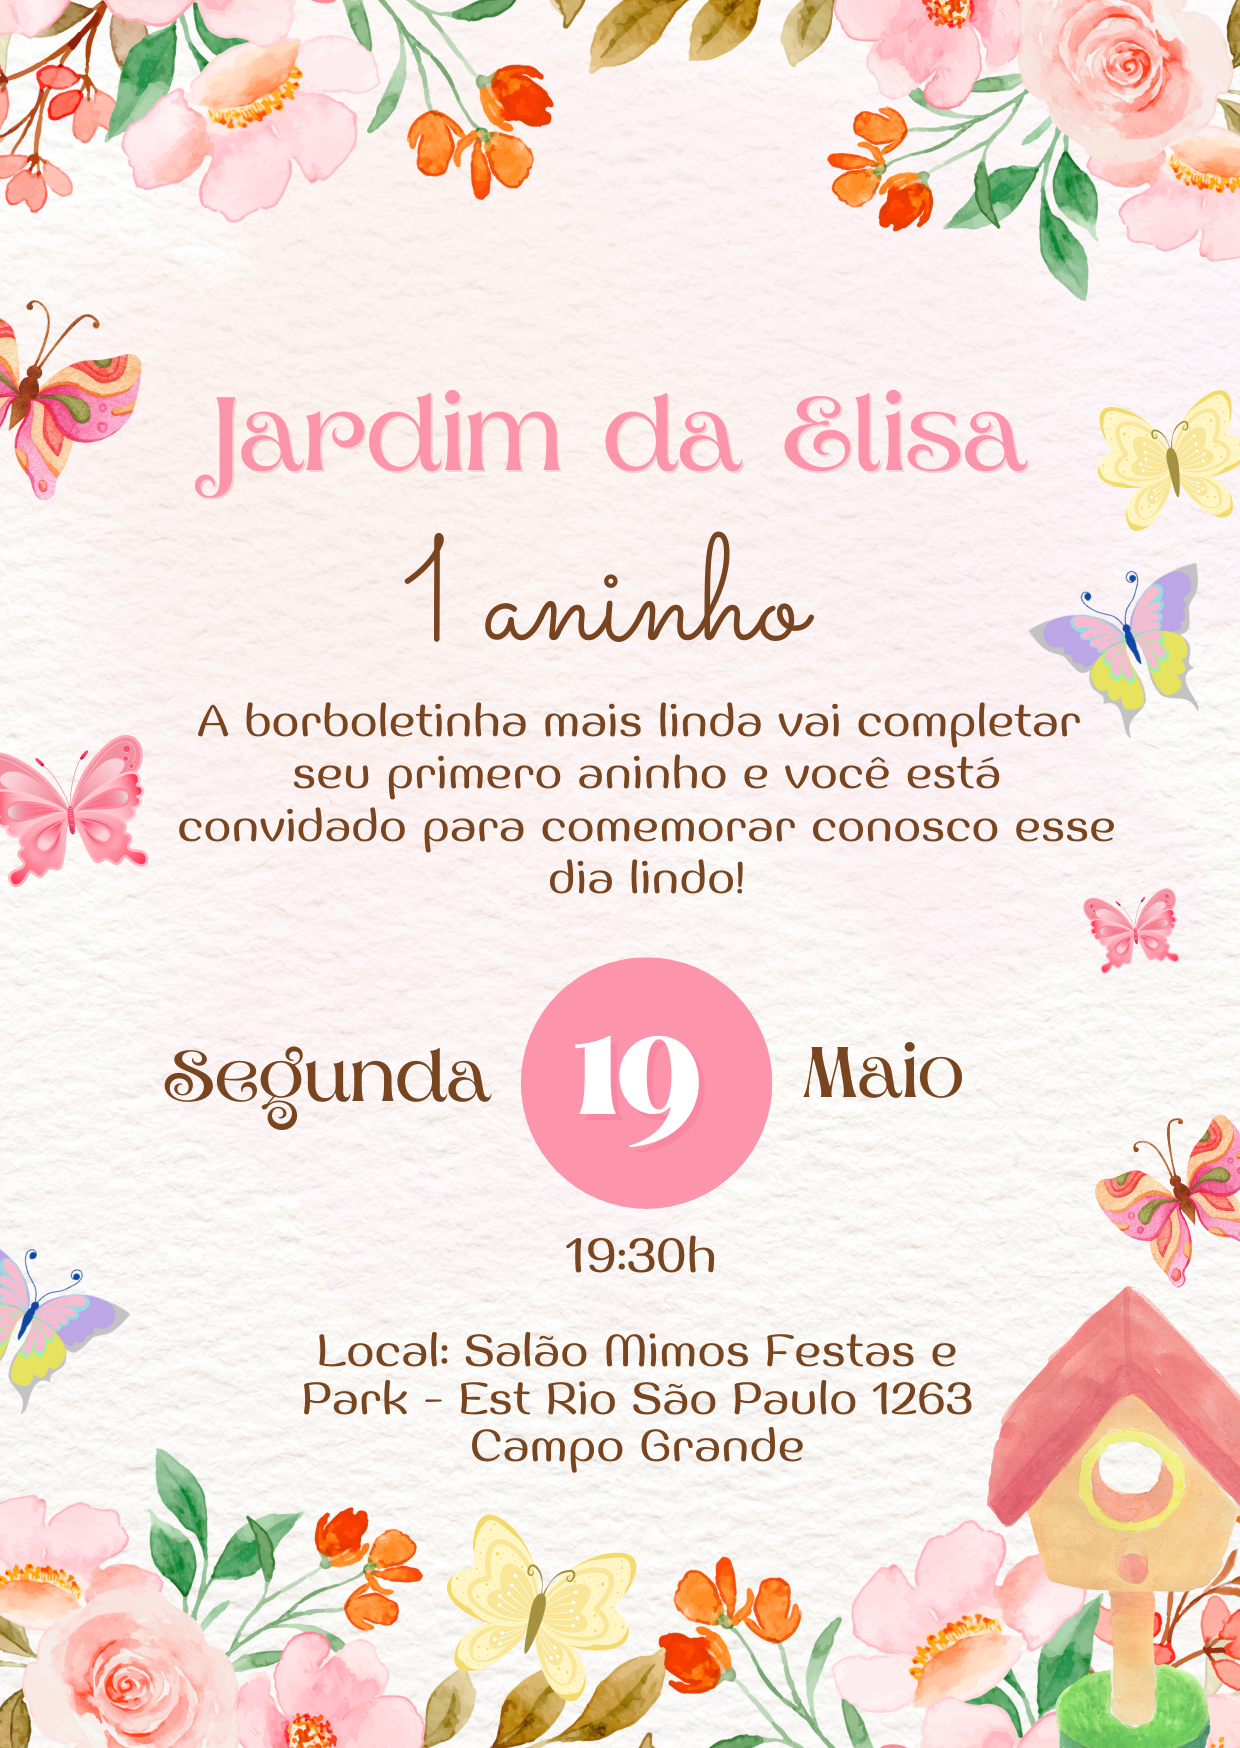 Jardim da Elisa
1 aninho
A borboletinha mais linda vai completar
seu primero aninho e você está
convidado para comemorar conosco esse
dia lindo!
Segunda 19 Maio
19:30h
Local: Salão Mimos Festas e
Park - Est Rio São Paulo 1263
Campo Grande